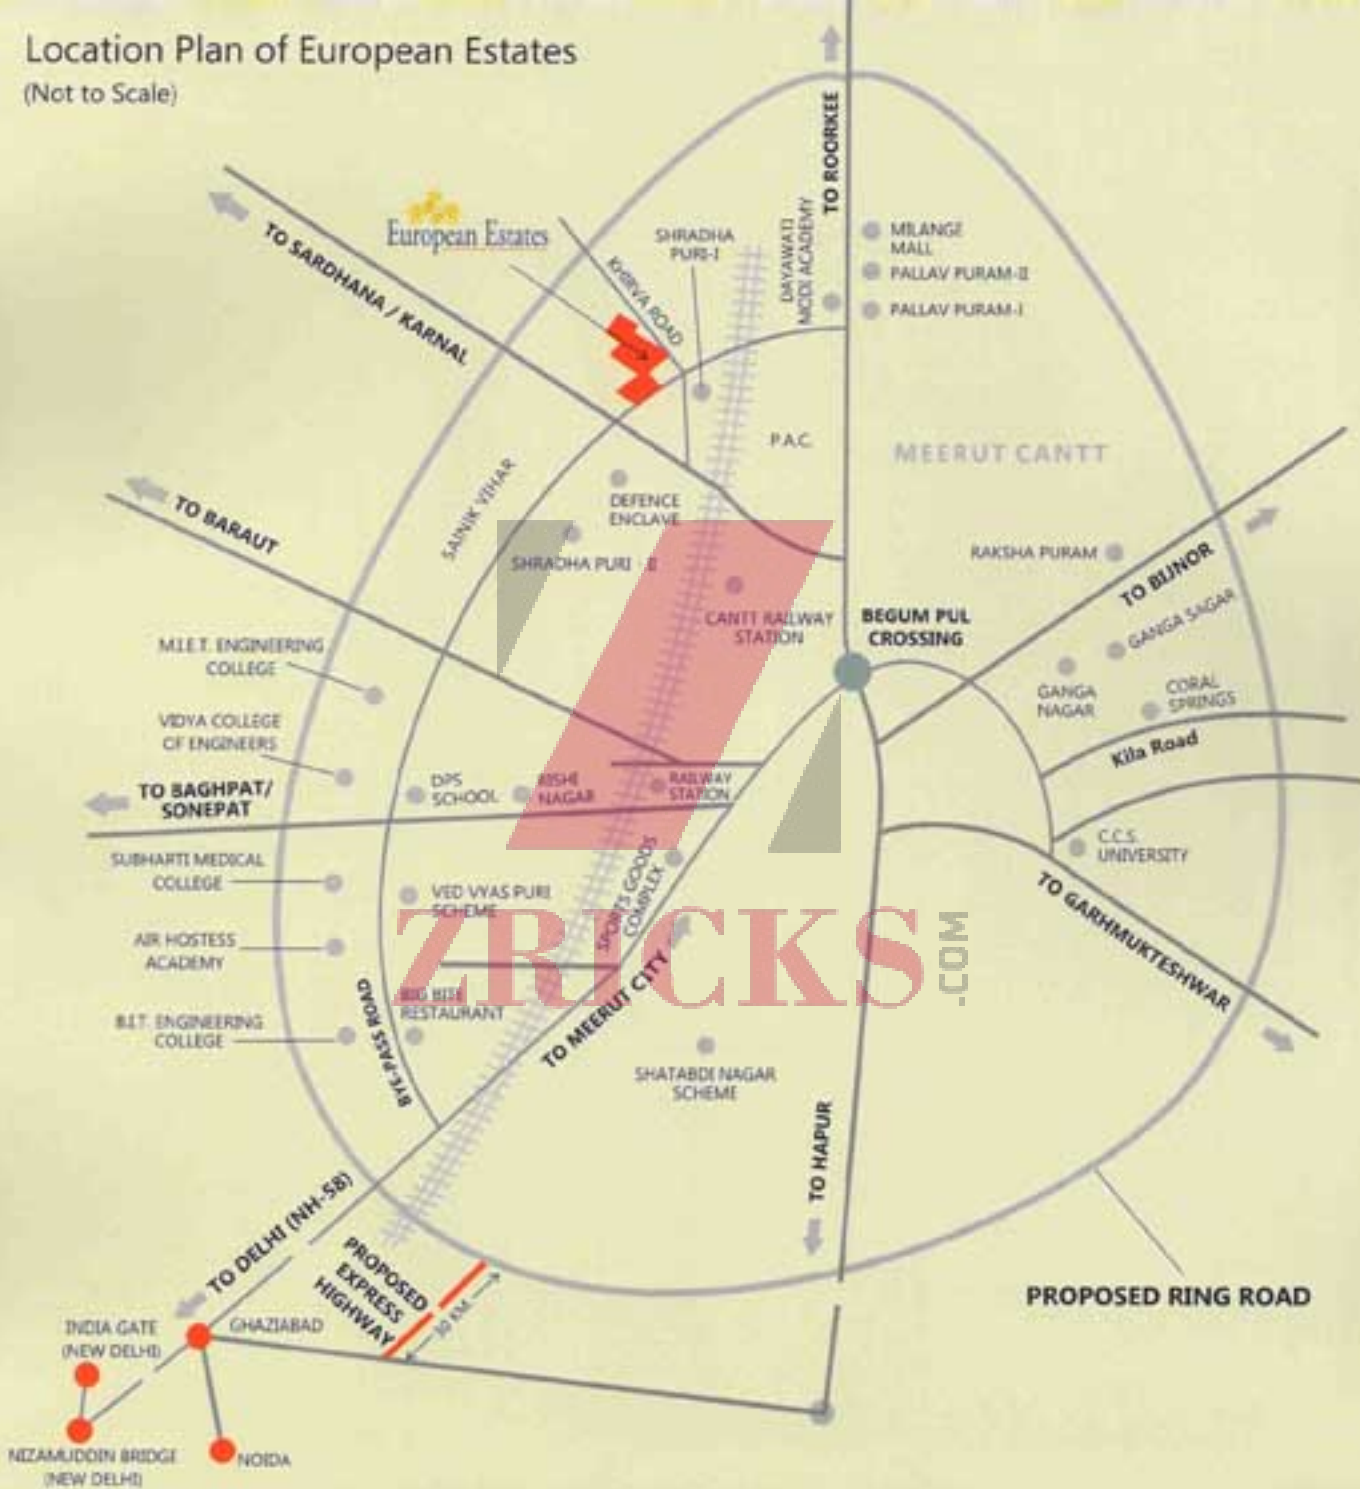 Location Plan of European Estates
(Not to Scale)
TO ROORKEE
TO SARDHANA / KARNAL
European Estates
KHIRVA ROAD
SHRADHA
PURI-I
DAYAWATI
MODI ACADEMY
MILANGE
MALL
PALLAV PURAM-II
PALLAV PURAM-I
P.A.C.
MEERUT CANTT
TO BARAUT
SAINIK VIHAR
DEFENCE
ENCLAVE
SHRADHA PURI - II
RAKSHA PURAM
TO BIJNOR
CANTT RAILWAY
STATION
BEGUM PUL
CROSSING
GANGA SAGAR
M.I.E.T. ENGINEERING
COLLEGE
GANGA
NAGAR
CORAL
SPRINGS
VIDYA COLLEGE
OF ENGINEERS
Kila Road
TO BAGHPAT/
SONEPAT
DPS
SCHOOL
RISHI
NAGAR
RAILWAY
STATION
SUBHARTI MEDICAL
COLLEGE
VED VYAS PURI
SCHEME
SPORTS GOODS
COMPLEX
C.C.S.
UNIVERSITY
TO GARHMUKTESHWAR
ZRICKS.COM
AIR HOSTESS
ACADEMY
BIG BITE
RESTAURANT
TO MEERUT CITY
B.I.T. ENGINEERING
COLLEGE
BYE-PASS ROAD
SHATABDI NAGAR
SCHEME
TO HAPUR
TO DELHI (NH-58)
PROPOSED
EXPRESS
HIGHWAY
30 KM
PROPOSED RING ROAD
INDIA GATE
(NEW DELHI)
GHAZIABAD
NIZAMUDDIN BRIDGE
(NEW DELHI)
NOIDA